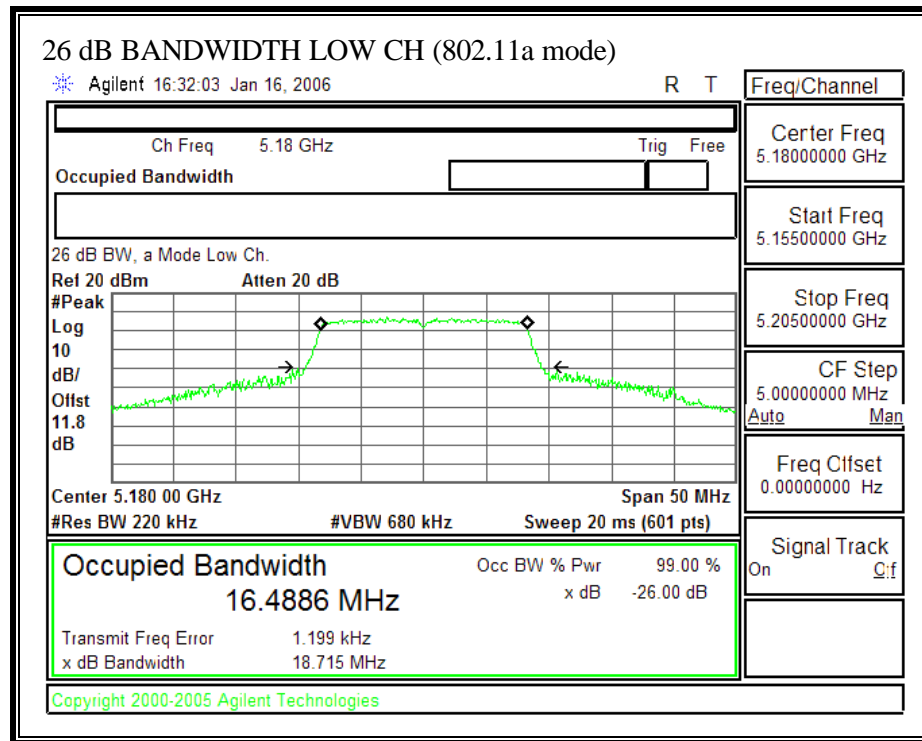 26 dB BANDWIDTH LOW CH (802.11a mode)
Agilent 16:32:03 Jan 16, 2006 R T
Freq/Channel
Ch Freq 5.18 GHz Trig Free
Occupied Bandwidth
Center Freq
5.18000000 GHz
Start Freq
5.15500000 GHz
26 dB BW, a Mode Low Ch.
Ref 20 dBm Atten 20 dB
#Peak
Log
10
dB/
Offst
11.8
dB
Stop Freq
5.20500000 GHz
CF Step
5.00000000 MHz
Auto Man
Freq Offset
0.00000000 Hz
Center 5.180 00 GHz Span 50 MHz
#Res BW 220 kHz #VBW 680 kHz Sweep 20 ms (601 pts)
Signal Track
On Off
Occupied Bandwidth
16.4886 MHz
Occ BW % Pwr 99.00 %
x dB -26.00 dB
Transmit Freq Error 1.199 kHz
x dB Bandwidth 18.715 MHz
Copyright 2000-2005 Agilent Technologies